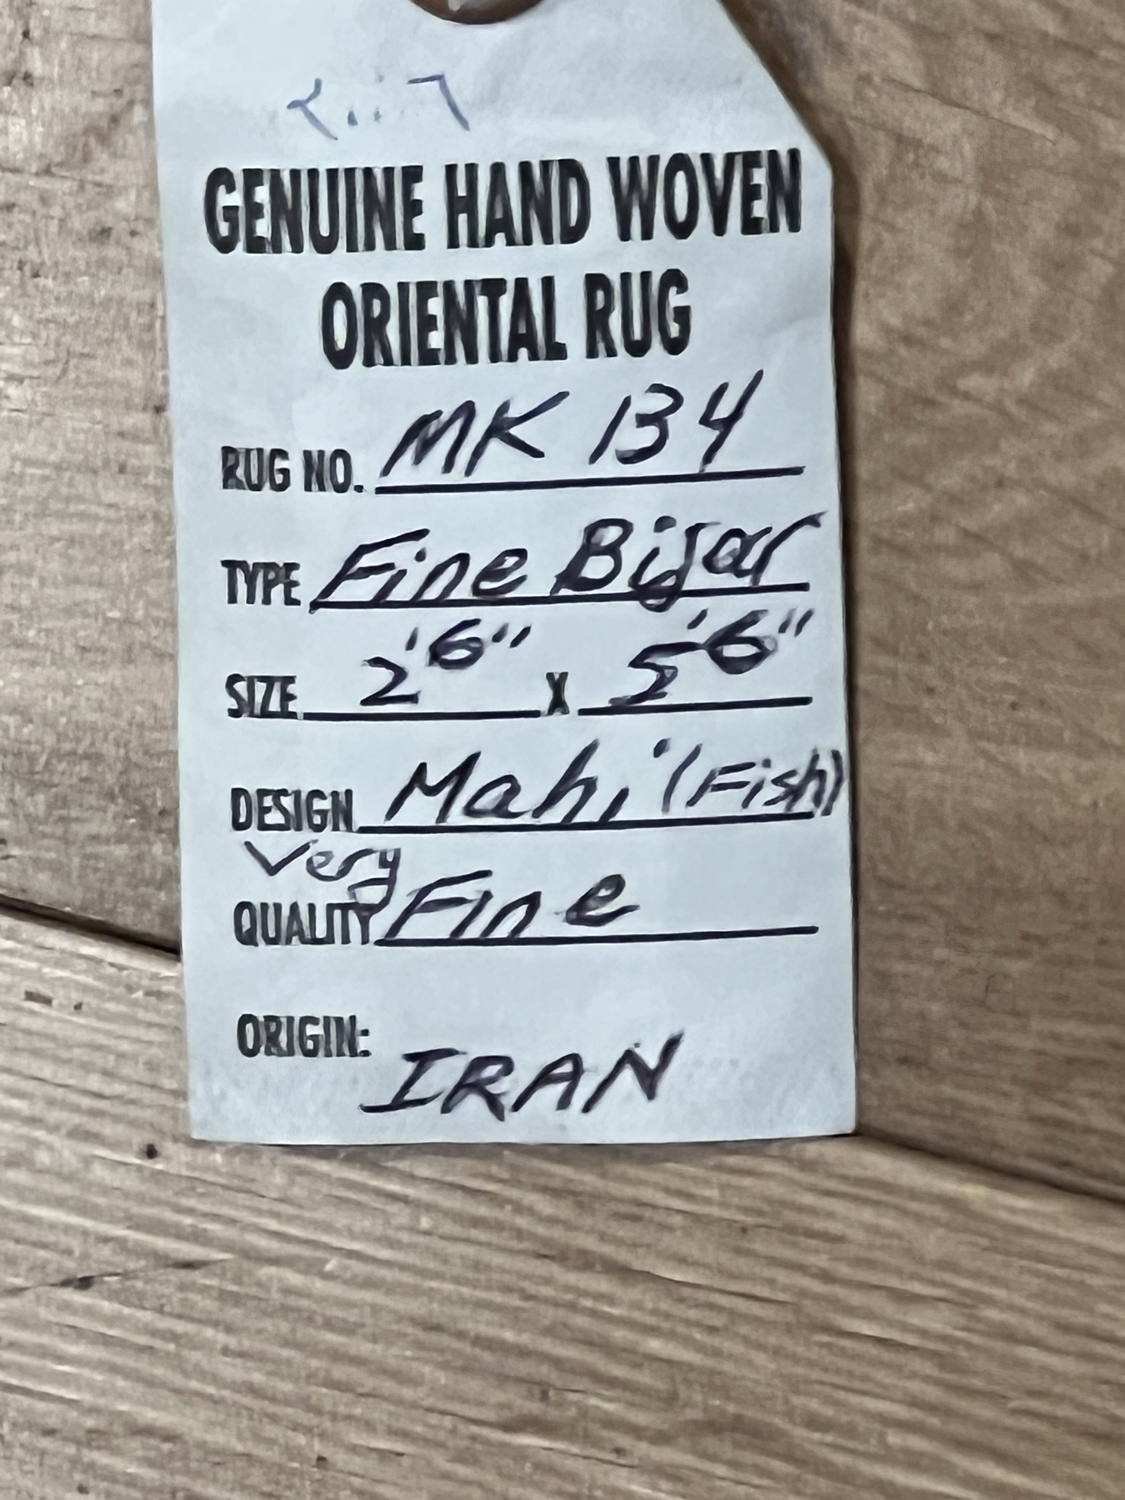 GENUINE HAND WOVEN
ORIENTAL RUG
RUG NO. MK 134
TYPE Fine Bijar
SIZE 2'6" X 5'6"
DESIGN Mahi (Fish)
Very
QUALITY Fine
ORIGIN:
IRAN